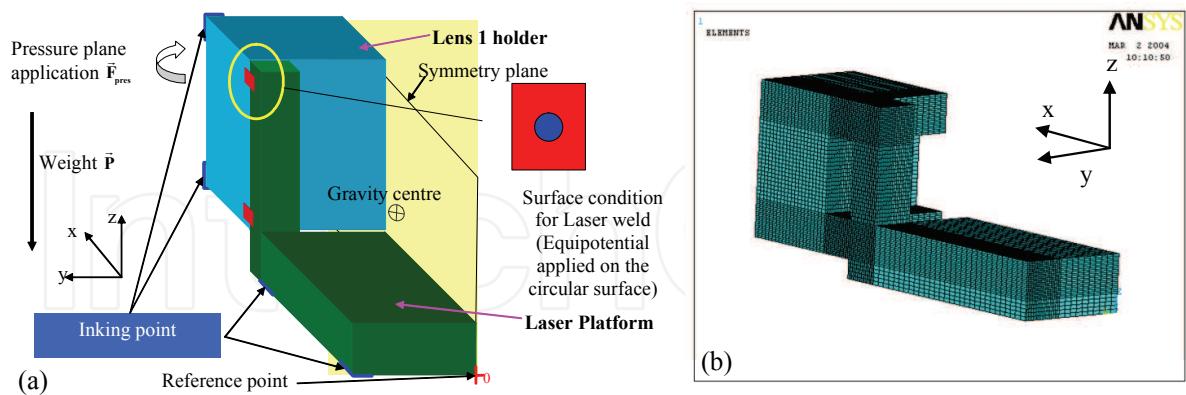 Pressure plane
application F⃗pres
Weight P⃗
z
x
y
Lens 1 holder
Symmetry plane
Gravity centre
Surface condition
for Laser weld
(Equipotential
applied on the
circular surface)
Laser Platform
Inking point
Reference point
0
(a)
1
ELEMENTS
ANSYS
MAR 2 2004
10:10:50
z
x
y
(b)